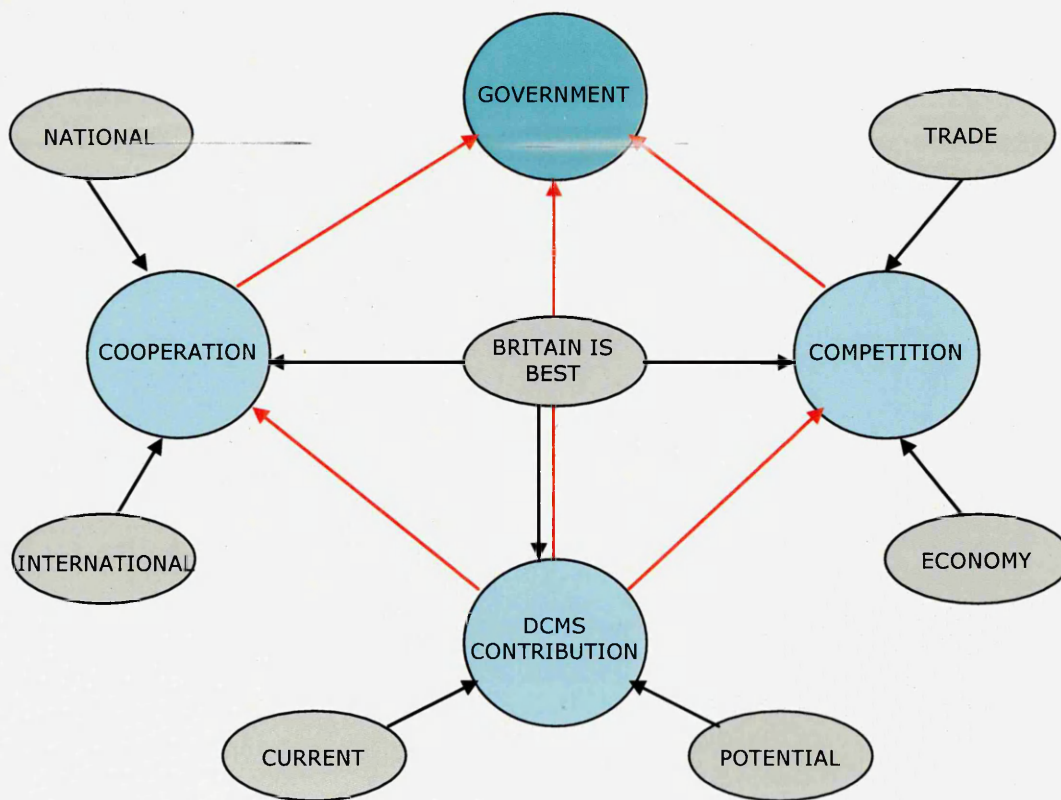 GOVERNMENT
NATIONAL
TRADE
COOPERATION
BRITAIN IS
BEST
COMPETITION
INTERNATIONAL
ECONOMY
DCMS
CONTRIBUTION
CURRENT
POTENTIAL